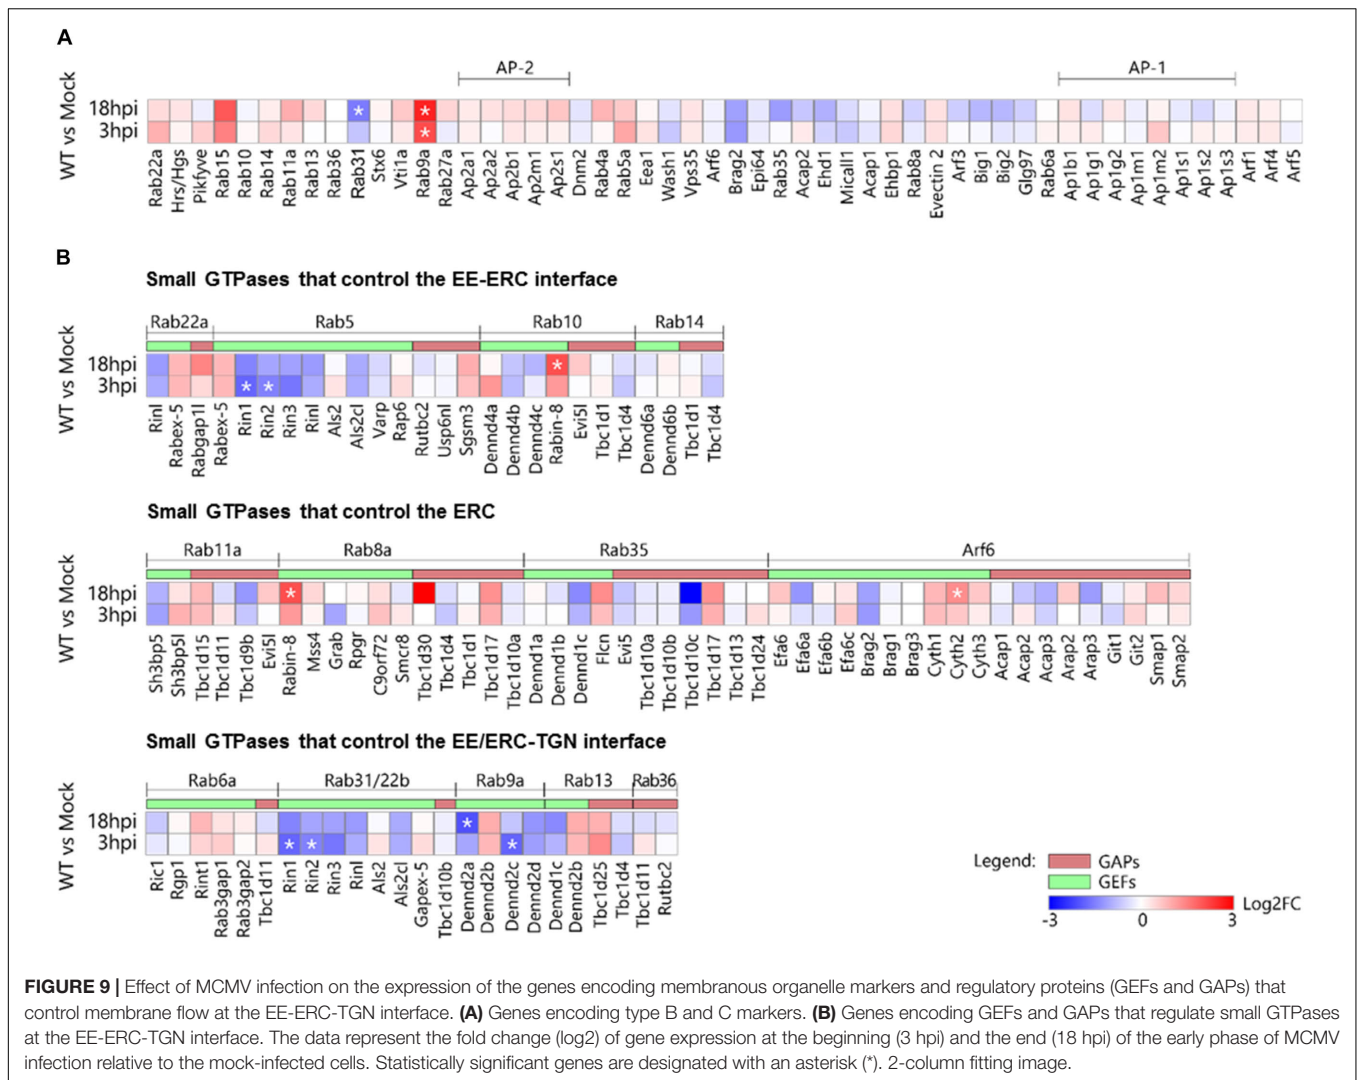 A
AP-2
AP-1
WT vs Mock
18hpi
3hpi
* *
*
Rab22a Hrs/Hgs Pikfyve Rab15 Rab10 Rab14 Rab11a Rab13 Rab36 Rab31 Stx6 Vti1a Rab9a Rab27a Ap2a1 Ap2a2 Ap2b1 Ap2m1 Ap2s1 Dnm2 Rab4a Rab5a Eea1 Wash1 Vps35 Arf6 Brag2 Epi64 Rab35 Acap2 Ehd1 Micall1 Acap1 Ehbp1 Rab8a Evectin 2 Arf3 Big1 Big2 Glg97 Rab6a Ap1b1 Ap1g1 Ap1g2 Ap1m1 Ap1m2 Ap1s1 Ap1s2 Ap1s3 Arf1 Arf4 Arf5
B
Small GTPases that control the EE-ERC interface
Rab22a Rab5 Rab10 Rab14
WT vs Mock
18hpi
3hpi
*
* *
Rinl Rabex-5 Rabgap1l Rabex-5 Rin1 Rin2 Rin3 Rinl Als2 Als2cl Varp Rap6 Rutbc2 Usp6nl Sgsm3 Dennd4a Dennd4b Dennd4c Rabin-8 Evi5l Tbc1d1 Tbc1d4 Dennd6a Dennd6b Tbc1d1 Tbc1d4
Small GTPases that control the ERC
Rab11a Rab8a Rab35 Arf6
WT vs Mock
18hpi
3hpi
* *
Sh3bp5 Sh3bp5l Tbc1d15 Tbc1d11 Tbc1d9b Evi5l Rabin-8 Mss4 Grab Rpgr C9orf72 Smcr8 Tbc1d30 Tbc1d4 Tbc1d1 Tbc1d17 Tbc1d10a Dennd1a Dennd1b Dennd1c Flcn Evi5 Tbc1d10a Tbc1d10b Tbc1d10c Tbc1d17 Tbc1d13 Tbc1d24 Efa6 Efa6a Efa6b Efa6c Brag2 Brag1 Brag3 Cyth1 Cyth2 Cyth3 Acap1 Acap2 Acap3 Arap2 Arap3 Git1 Git2 Smap1 Smap2
Small GTPases that control the EE/ERC-TGN interface
Rab6a Rab31/22b Rab9a Rab13 Rab36
WT vs Mock
18hpi
3hpi
*
* * *
Ric1 Rgp1 Rint1 Rab3gap1 Rab3gap2 Tbc1d11 Rin1 Rin2 Rin3 Rinl Als2 Als2cl Gapex-5 Tbc1d10b Dennd2a Dennd2b Dennd2c Dennd2d Dennd1c Dennd2b Tbc1d25 Tbc1d4 Tbc1d11 Rutbc2
Legend: GAPs
GEFs
Log2FC
-3 0 3
FIGURE 9 | Effect of MCMV infection on the expression of the genes encoding membranous organelle markers and regulatory proteins (GEFs and GAPs) that
control membrane flow at the EE-ERC-TGN interface. (A) Genes encoding type B and C markers. (B) Genes encoding GEFs and GAPs that regulate small GTPases
at the EE-ERC-TGN interface. The data represent the fold change (log2) of gene expression at the beginning (3 hpi) and the end (18 hpi) of the early phase of MCMV
infection relative to the mock-infected cells. Statistically significant genes are designated with an asterisk (*). 2-column fitting image.